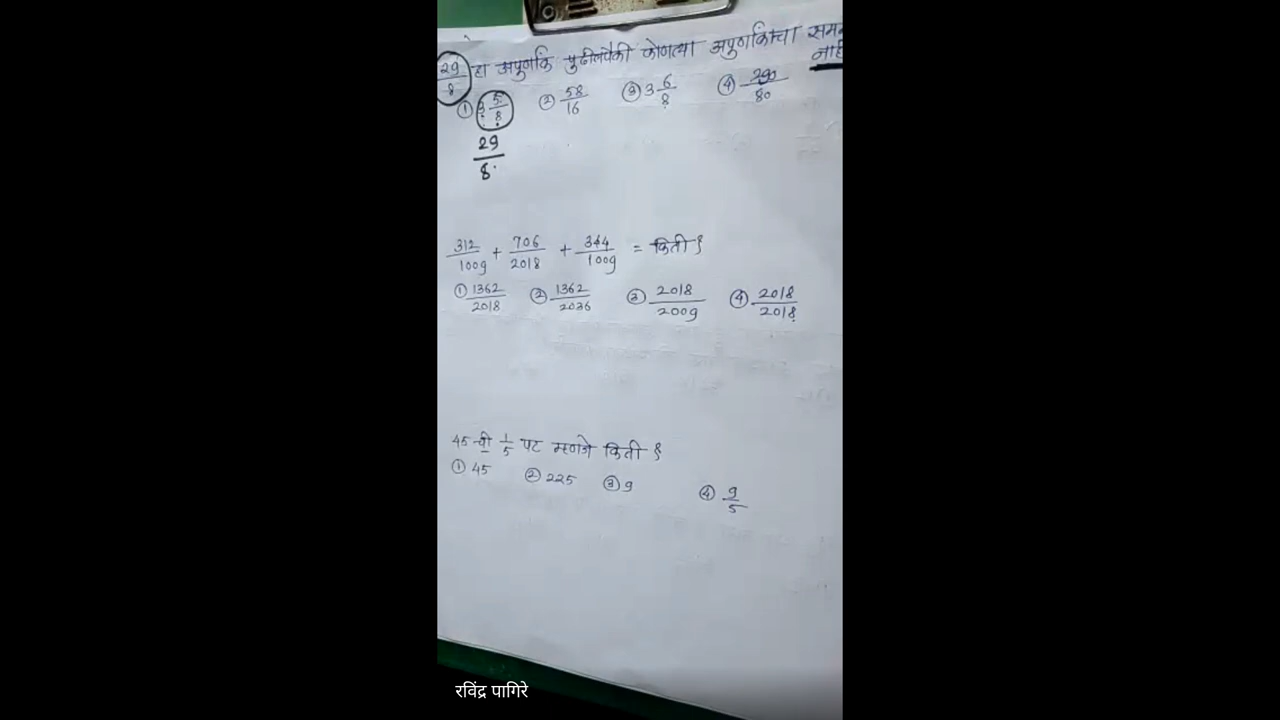 29/8 हा अपुर्णांक पुढीलपैकी कोणत्या अपुर्णांकाचा
नाही
① 3 5/8 ② 58/16 ③ 3 6/8 ④ 290/80
29/8
312/1009 + 706/2018 + 344/1009 = किती ?
① 1362/2018 ② 1362/2036 ③ 2018/2009 ④ 2018/2018
45 ची 1/5 पट म्हणजे किती ?
① 45 ② 225 ③ 9 ④ 9/5
रविंद्र पागिरे